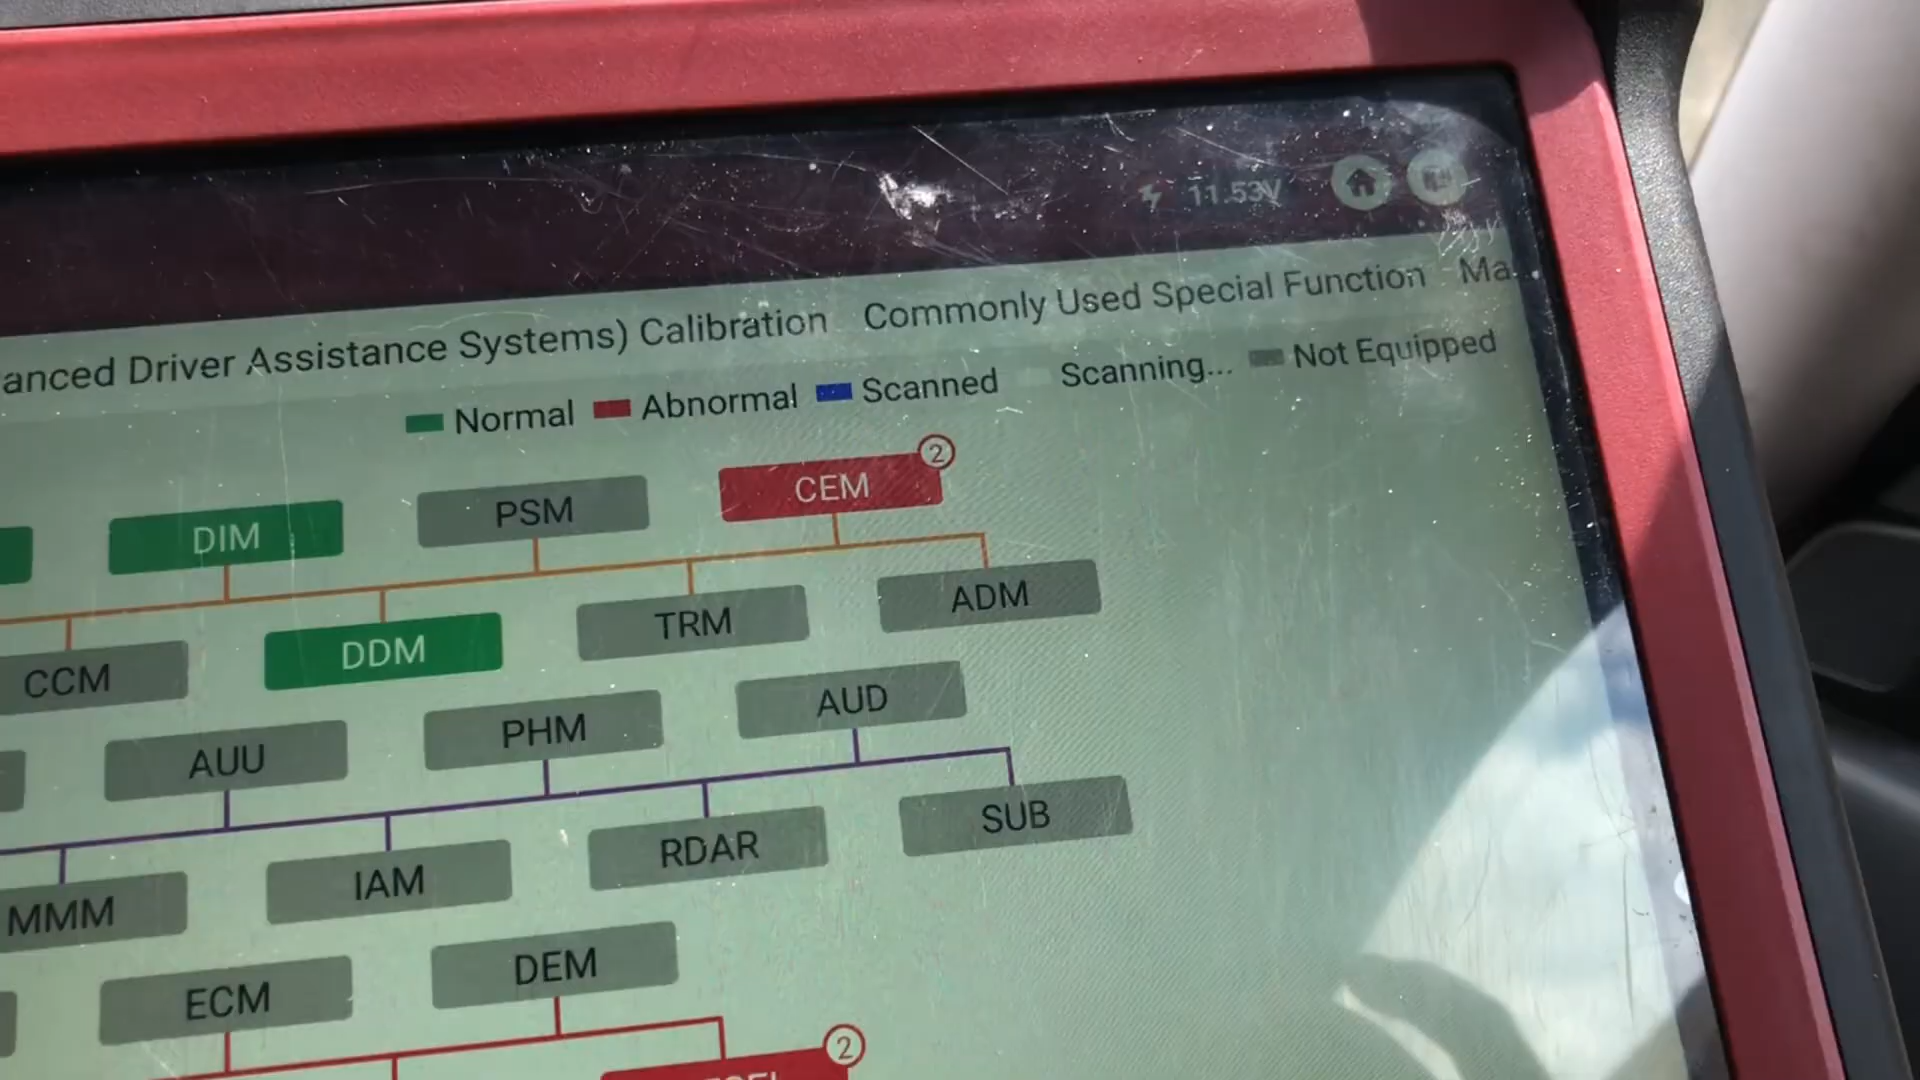 11.53V
anced Driver Assistance Systems) Calibration Commonly Used Special Function Ma
Normal Abnormal Scanned Scanning... Not Equipped
DIM PSM CEM 2
CCM DDM TRM ADM
AUU PHM AUD
MMM IAM RDAR SUB
ECM DEM
2